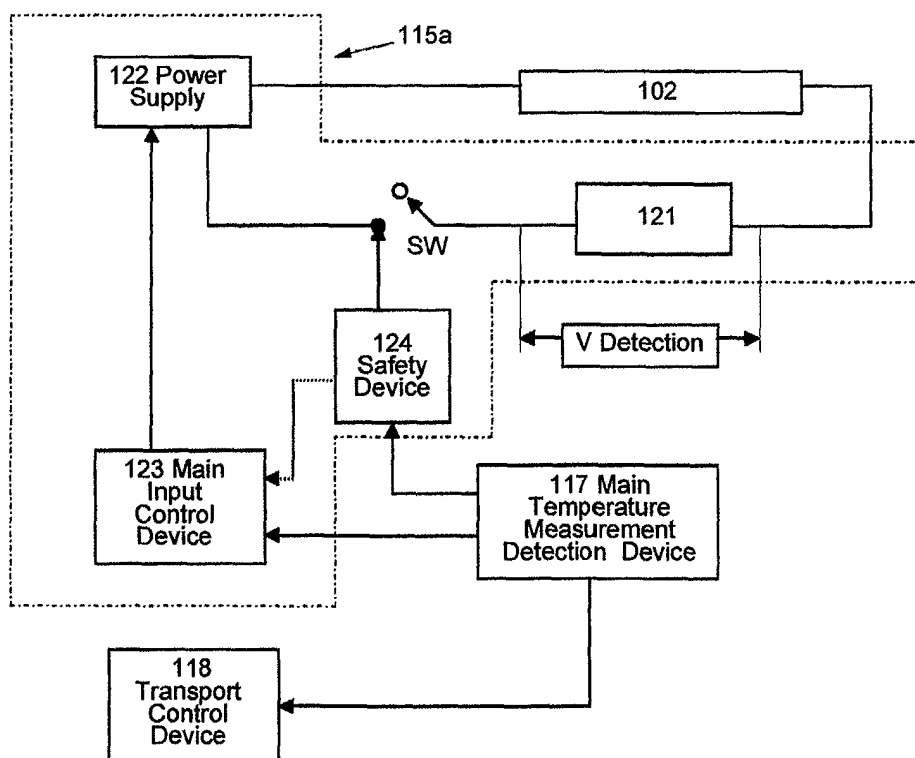 115a
122 Power
Supply
102
121
SW
V Detection
124
Safety
Device
123 Main
Input
Control
Device
117 Main
Temperature
Measurement
Detection Device
118
Transport
Control
Device